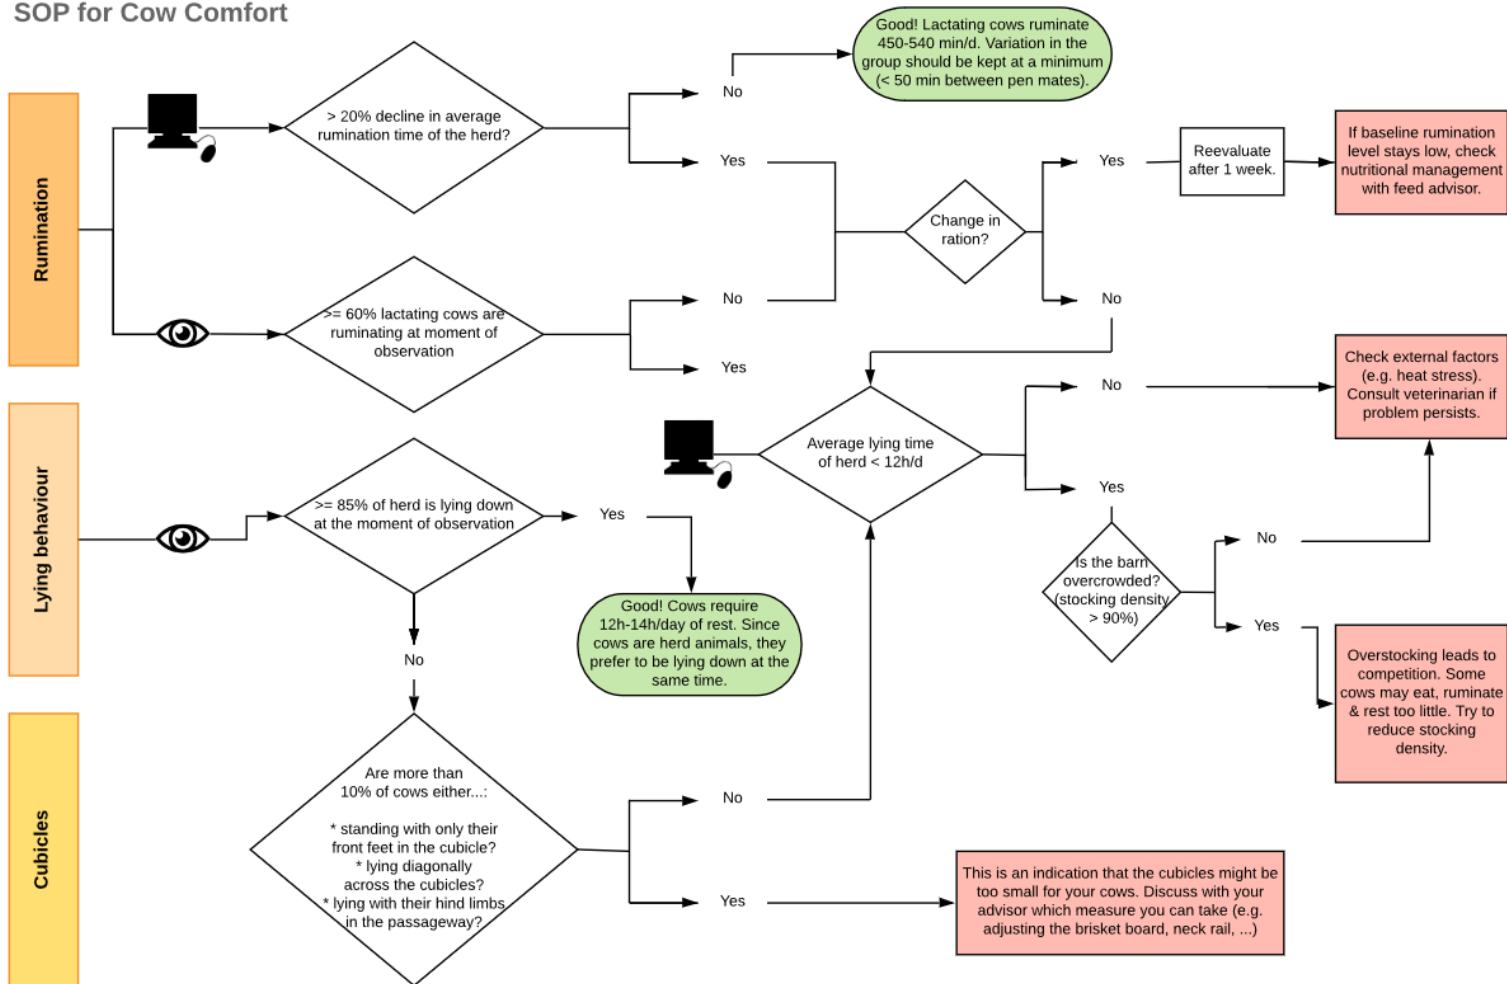 SOP for Cow Comfort
Rumination
> 20% decline in average
rumination time of the herd?
No
Good! Lactating cows ruminate
450-540 min/d. Variation in the
group should be kept at a minimum
(< 50 min between pen mates).
Yes
>= 60% lactating cows are
ruminating at moment of
observation
No
Yes
Change in
ration?
Yes
Reevaluate
after 1 week.
If baseline rumination
level stays low, check
nutritional management
with feed advisor.
No
Lying behaviour
>= 85% of herd is lying down
at the moment of observation
Yes
Good! Cows require
12h-14h/day of rest. Since
cows are herd animals, they
prefer to be lying down at the
same time.
No
Average lying time
of herd < 12h/d
No
Check external factors
(e.g. heat stress).
Consult veterinarian if
problem persists.
Yes
Is the barn
overcrowded?
(stocking density
> 90%)
No
Yes
Overstocking leads to
competition. Some
cows may eat, ruminate
& rest too little. Try to
reduce stocking
density.
Cubicles
Are more than
10% of cows either...:
* standing with only their
front feet in the cubicle?
* lying diagonally
across the cubicles?
* lying with their hind limbs
in the passageway?
No
Yes
This is an indication that the cubicles might be
too small for your cows. Discuss with your
advisor which measure you can take (e.g.
adjusting the brisket board, neck rail, ...)